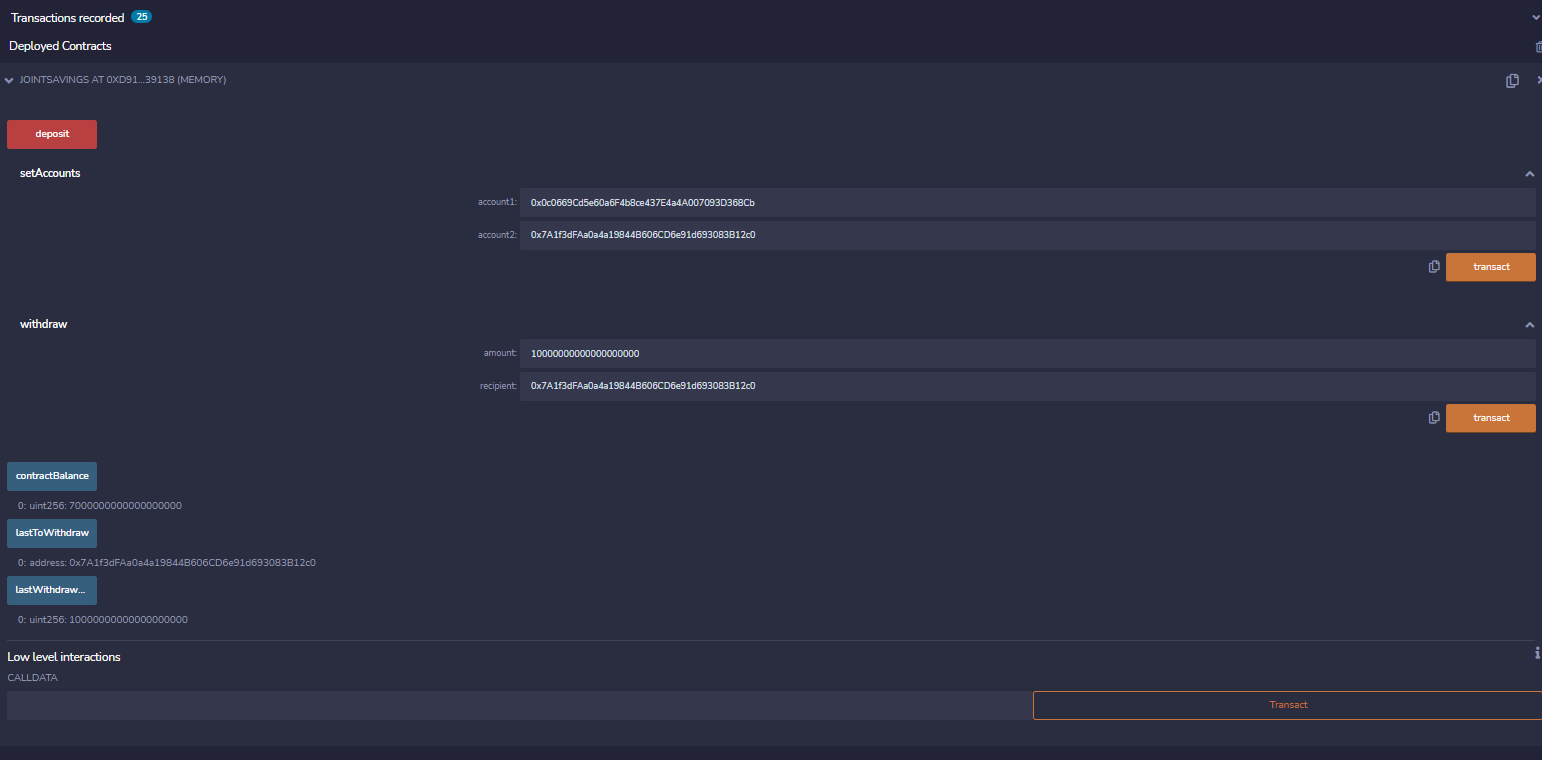 Transactions recorded 25
Deployed Contracts
JOINTSAVINGS AT 0XD91...39138 (MEMORY)
deposit
setAccounts
account1: 0x0c0669Cd5e60a6F4b8ce437E4a4A007093D368Cb
account2: 0x7A1f3dFAa0a4a19844B606CD6e91d693083B12c0
transact
withdraw
amount: 10000000000000000000
recipient: 0x7A1f3dFAa0a4a19844B606CD6e91d693083B12c0
transact
contractBalance
0: uint256: 7000000000000000000
lastToWithdraw
0: address: 0x7A1f3dFAa0a4a19844B606CD6e91d693083B12c0
lastWithdraw...
0: uint256: 10000000000000000000
Low level interactions
CALLDATA
Transact